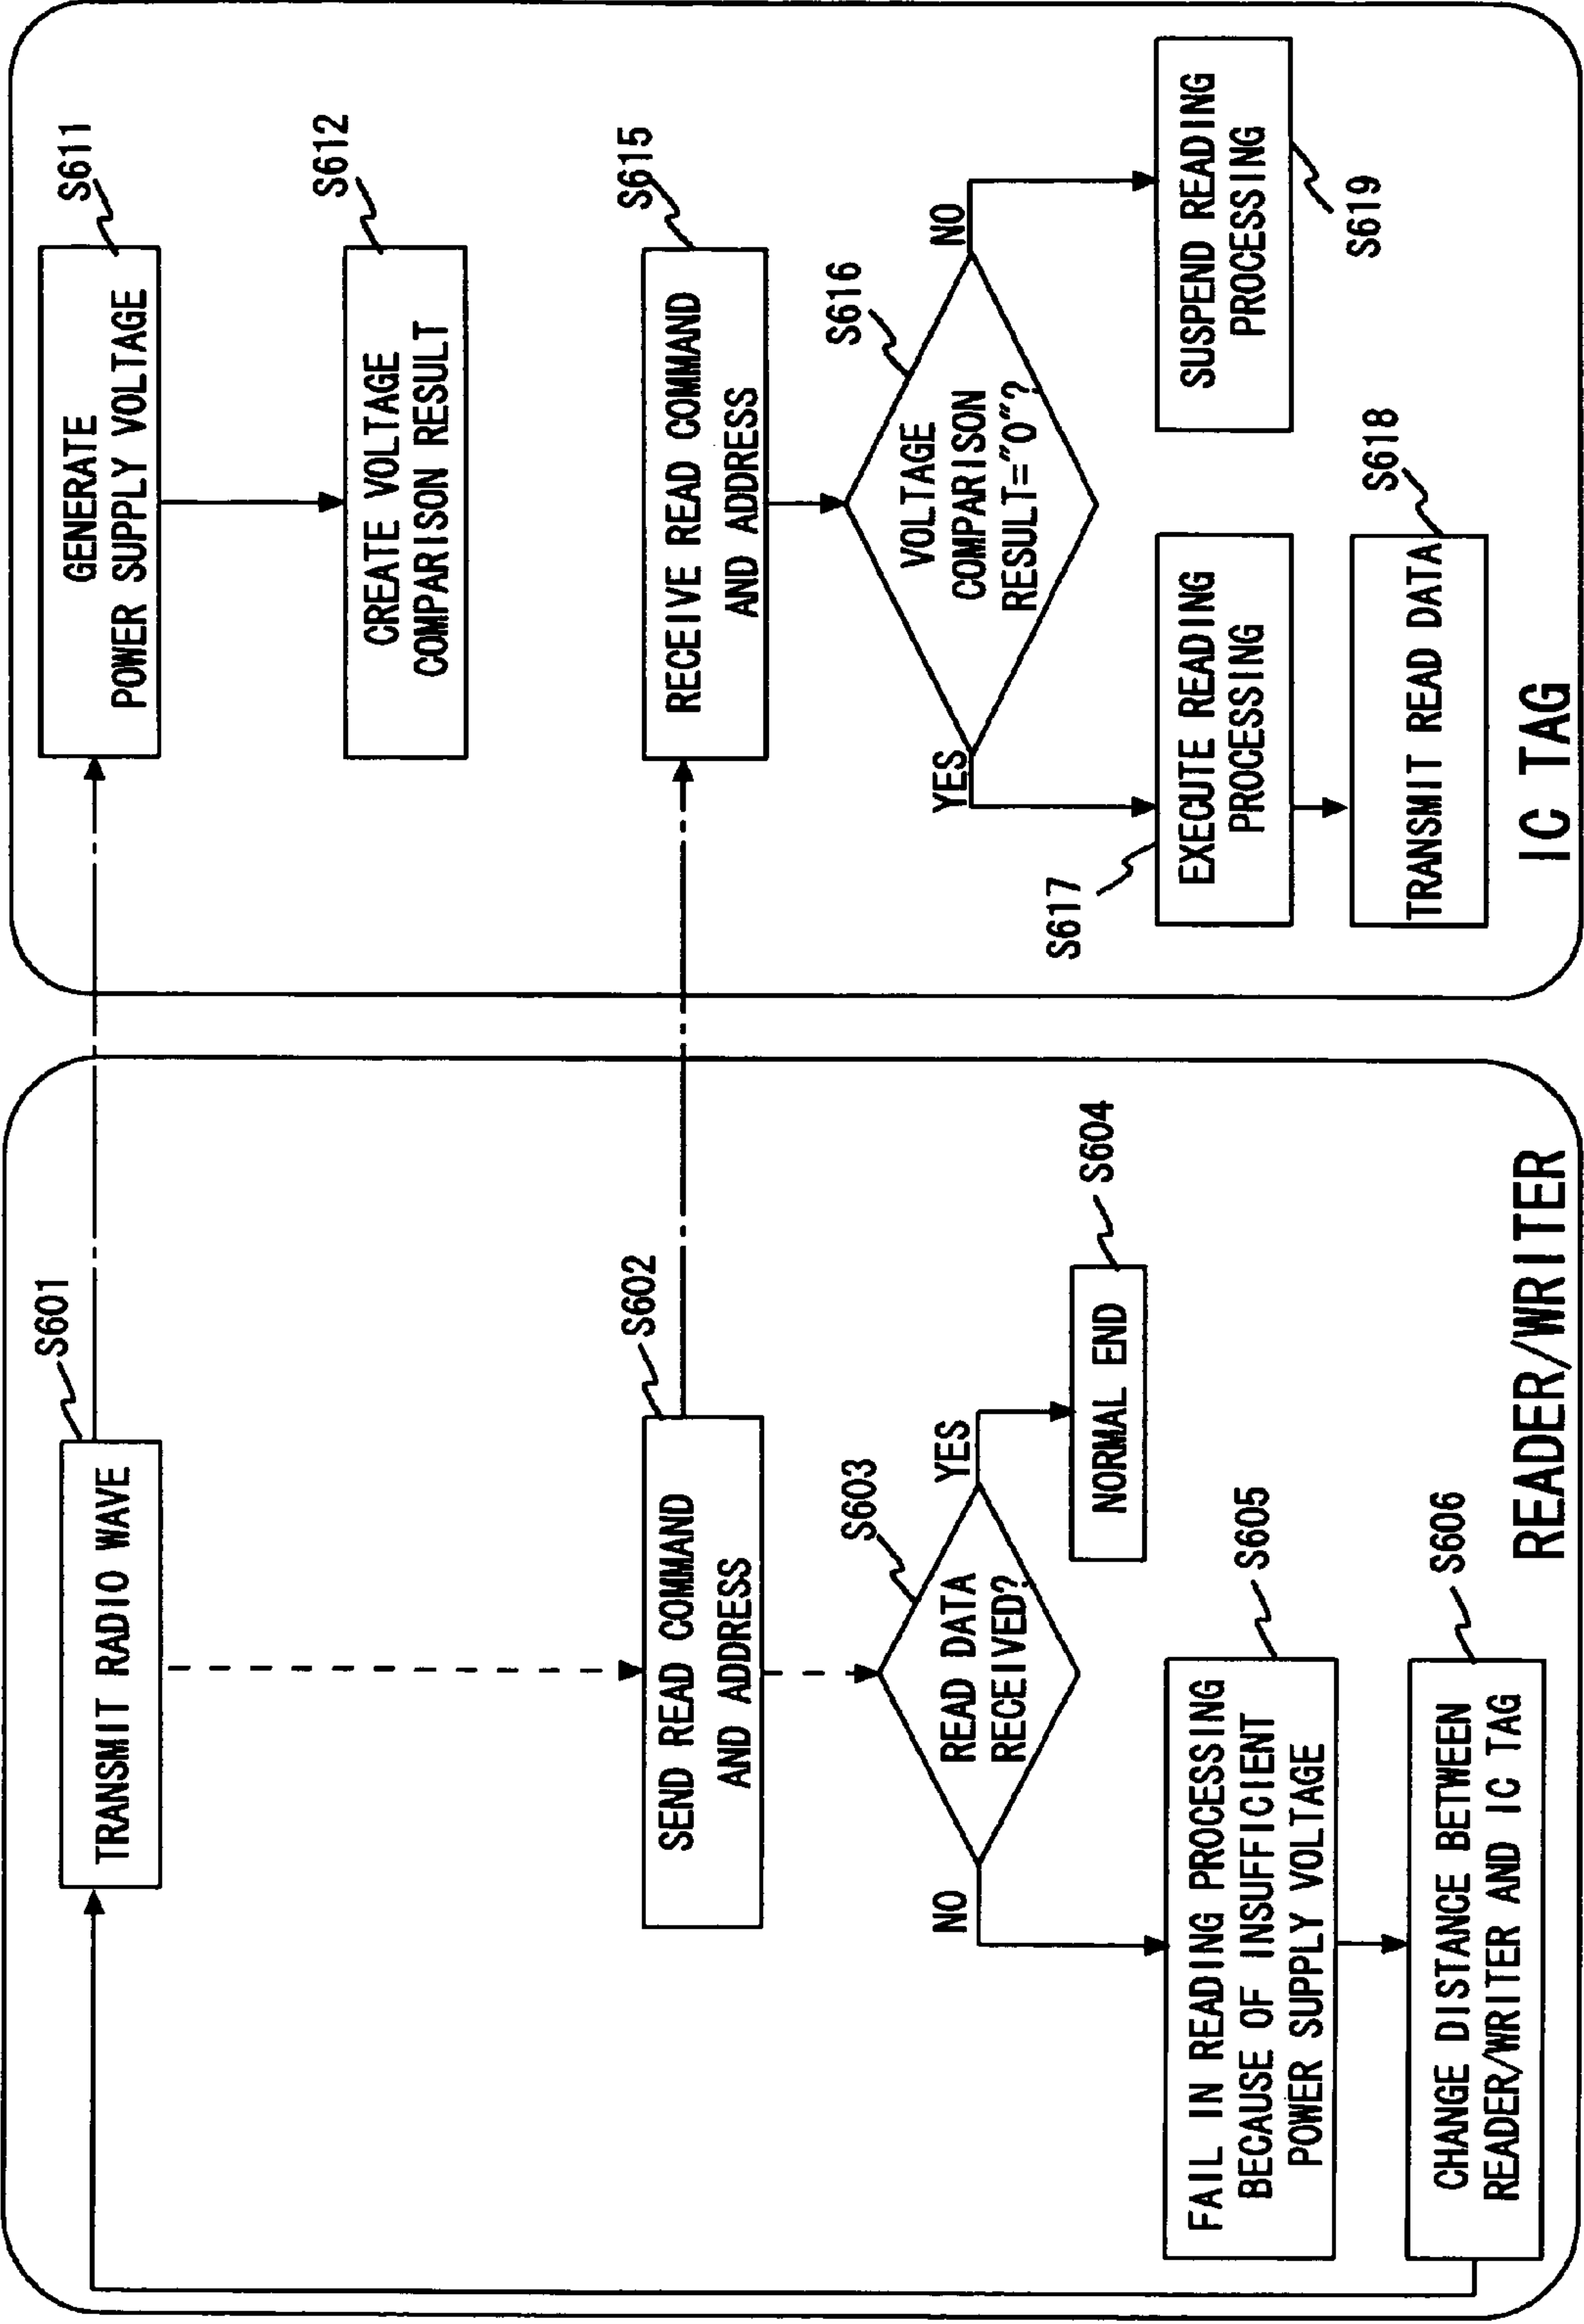 S601
TRANSMIT RADIO WAVE
S602
SEND READ COMMAND
AND ADDRESS
S603
READ DATA
RECEIVED?
YES
NO
S604
NORMAL END
S605
FAIL IN READING PROCESSING
BECAUSE OF INSUFFICIENT
POWER SUPPLY VOLTAGE
S606
CHANGE DISTANCE BETWEEN
READER/WRITER AND IC TAG
READER/WRITER
S611
GENERATE
POWER SUPPLY VOLTAGE
S612
CREATE VOLTAGE
COMPARISON RESULT
S615
RECEIVE READ COMMAND
AND ADDRESS
S616
VOLTAGE
COMPARISON
RESULT="0"?
YES
NO
S617
EXECUTE READING
PROCESSING
SUSPEND READING
PROCESSING
S619
S618
TRANSMIT READ DATA
IC TAG